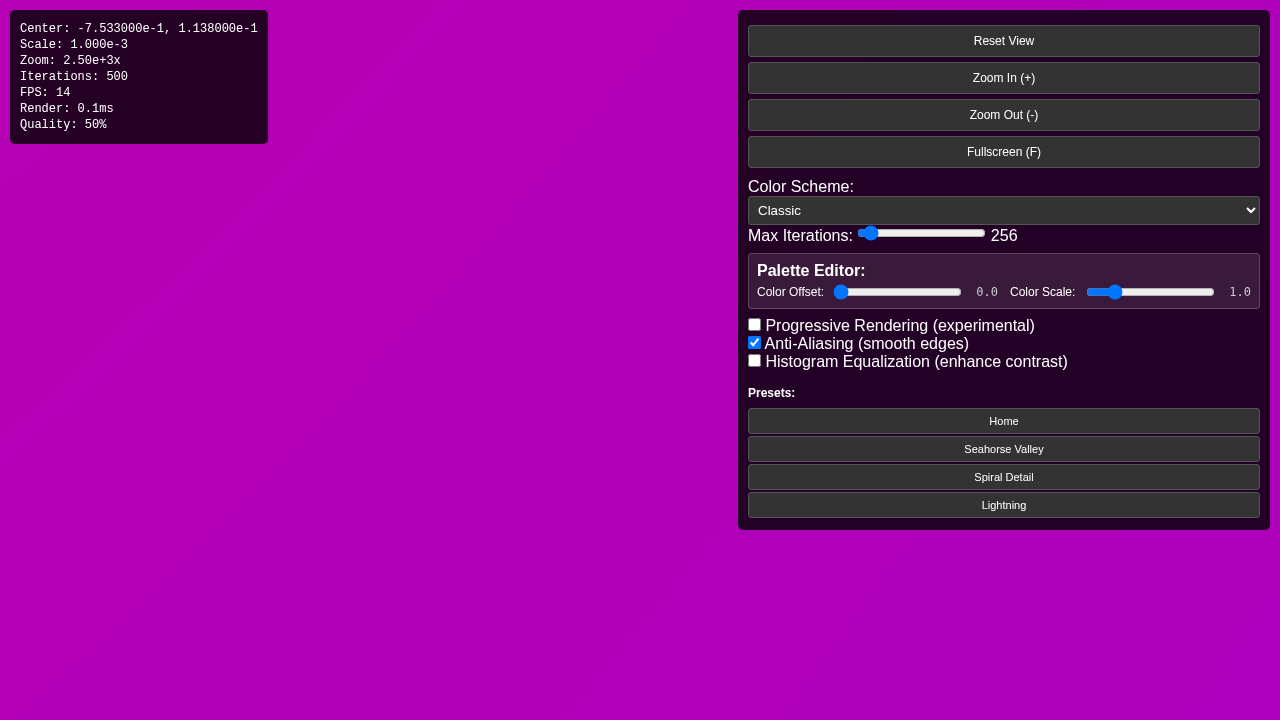 Center: -7.533000e-1, 1.138000e-1
Scale: 1.000e-3
Zoom: 2.50e+3x
Iterations: 500
FPS: 14
Render: 0.1ms
Quality: 50%
Reset View
Zoom In (+)
Zoom Out (-)
Fullscreen (F)
Color Scheme:
Classic
Max Iterations: 256
Palette Editor:
Color Offset: 0.0 Color Scale: 1.0
Progressive Rendering (experimental)
Anti-Aliasing (smooth edges)
Histogram Equalization (enhance contrast)
Presets:
Home
Seahorse Valley
Spiral Detail
Lightning